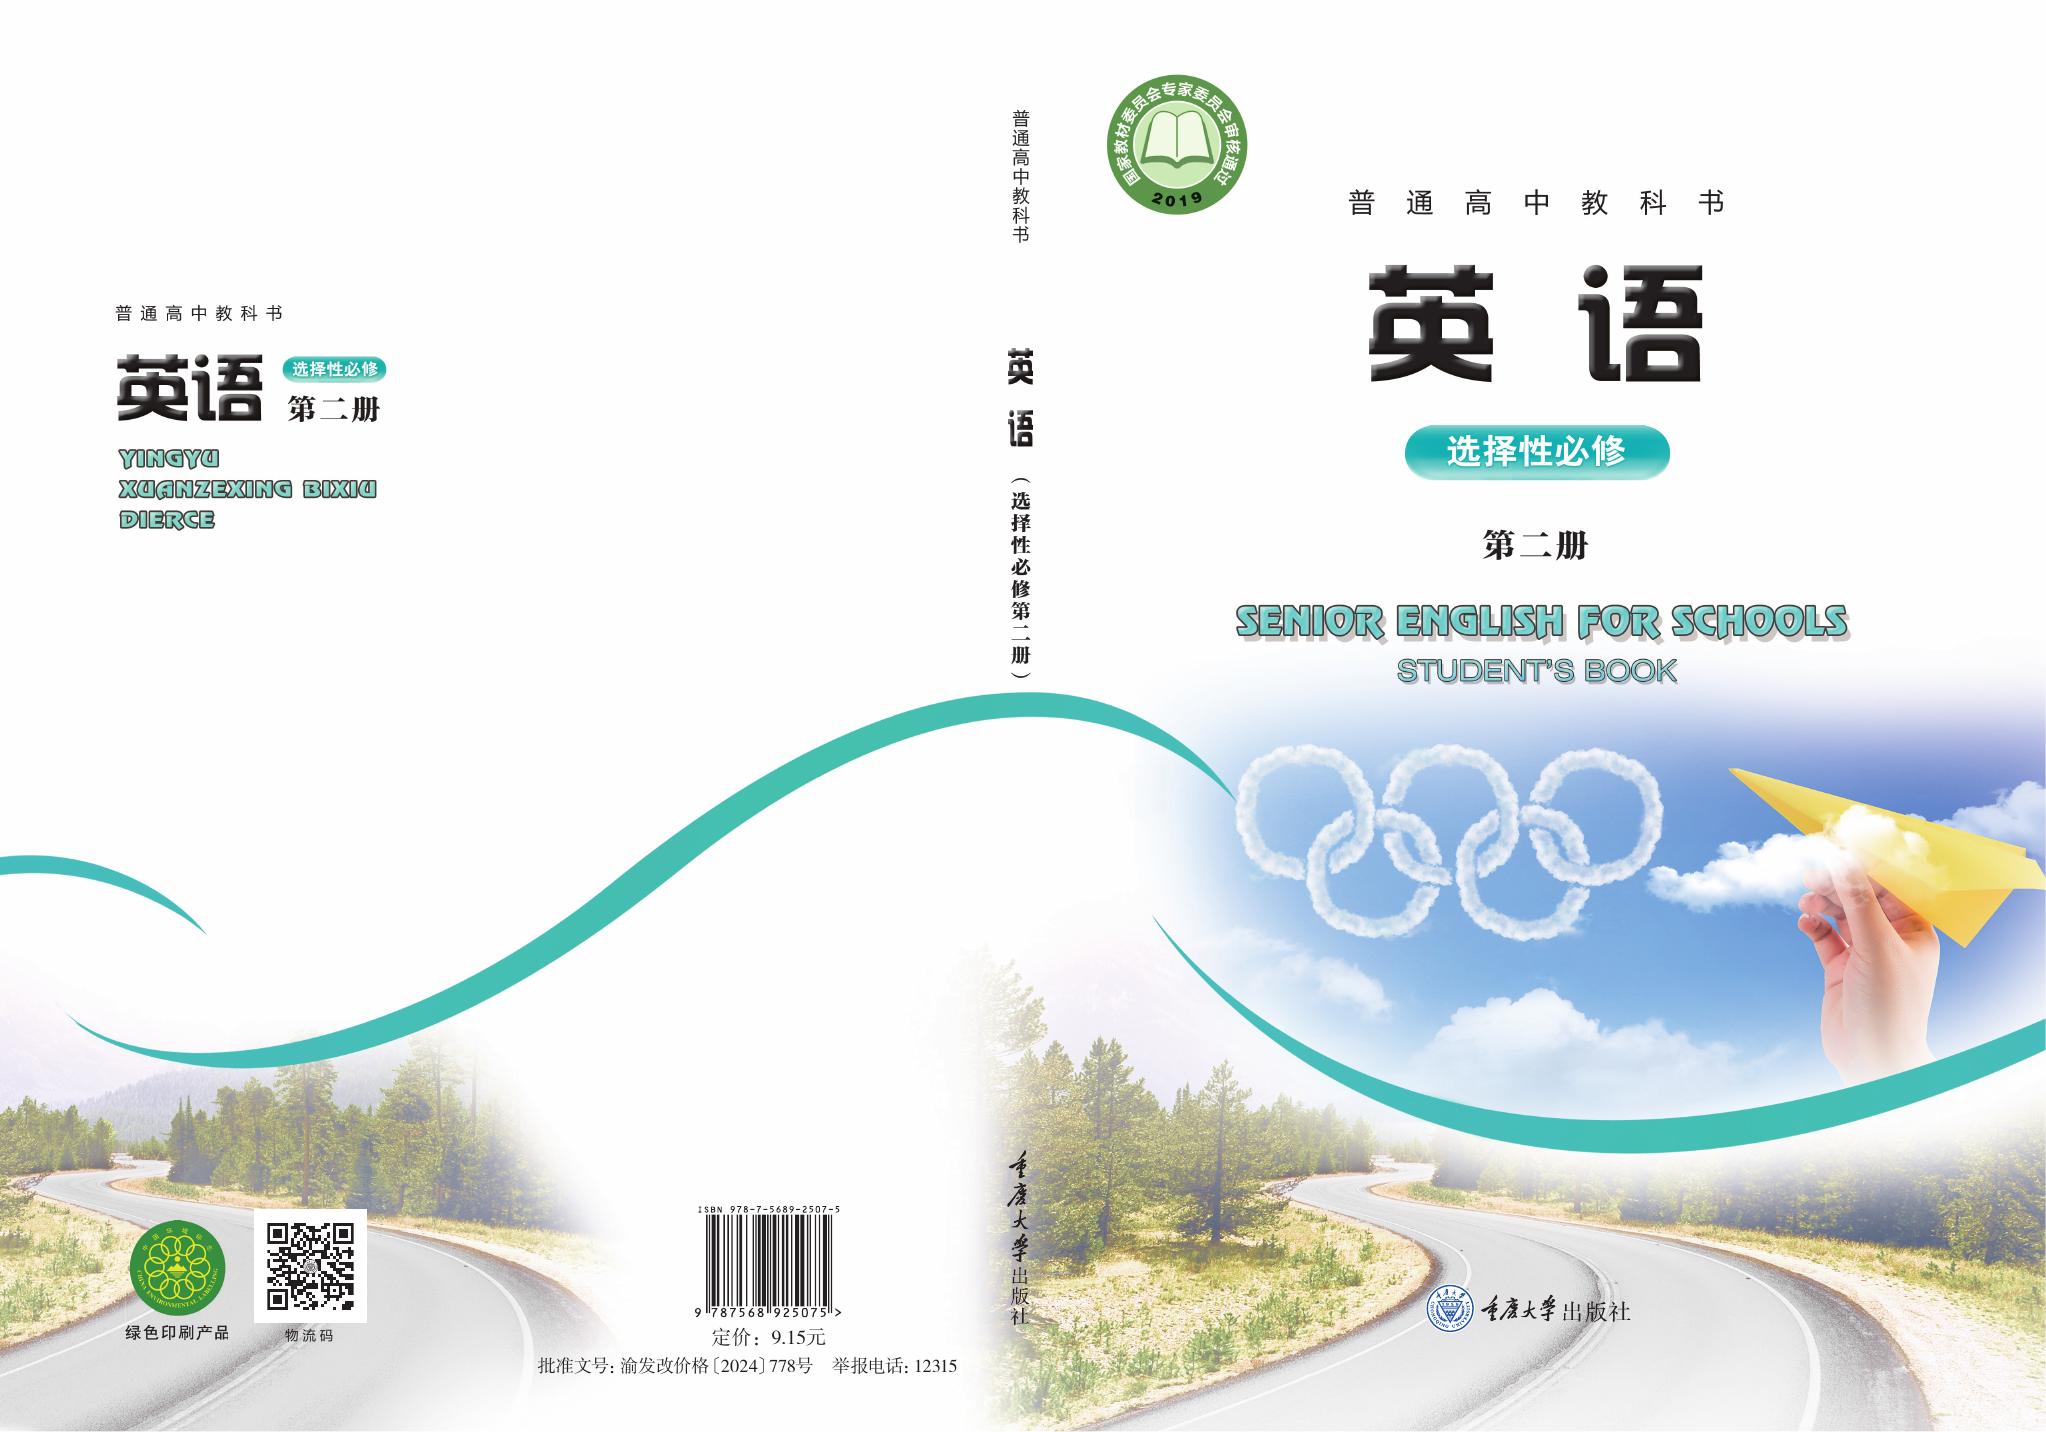 普通高中教科书
英语
选择性必修
第二册
YINGYU
XUANZEXING BIXIU
DIERCE
绿色印刷产品
物流码
CHINA ENVIRONMENTAL LABELLING
ISBN 978-7-5689-2507-5
9 787568 925075 >
定价：9.15元
批准文号：渝发改价格〔2024〕778号 举报电话：12315
普通高中教科书
英语
（选择性必修第二册）
重庆大学出版社
国家教材委员会专家委员会审核通过
2019
普通高中教科书
英语
选择性必修
第二册
SENIOR ENGLISH FOR SCHOOLS
STUDENT'S BOOK
重庆大学出版社